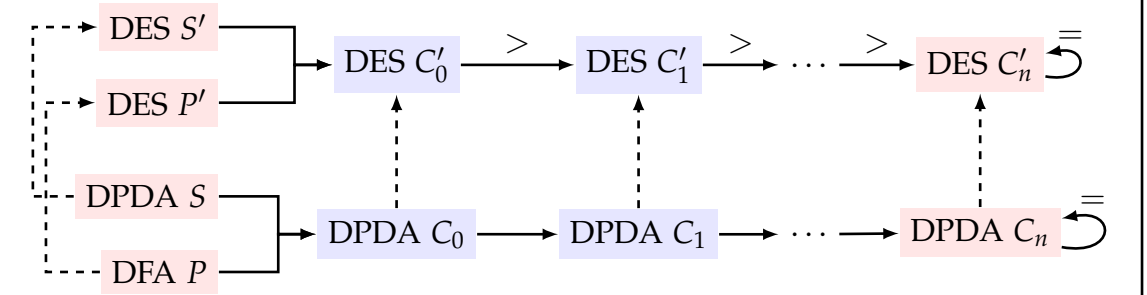 DES S′
DES P′
DES C′₀ > DES C′₁ > ⋯ > DES C′ₙ =
DPDA S
DFA P
DPDA C₀ DPDA C₁ ⋯ DPDA Cₙ =